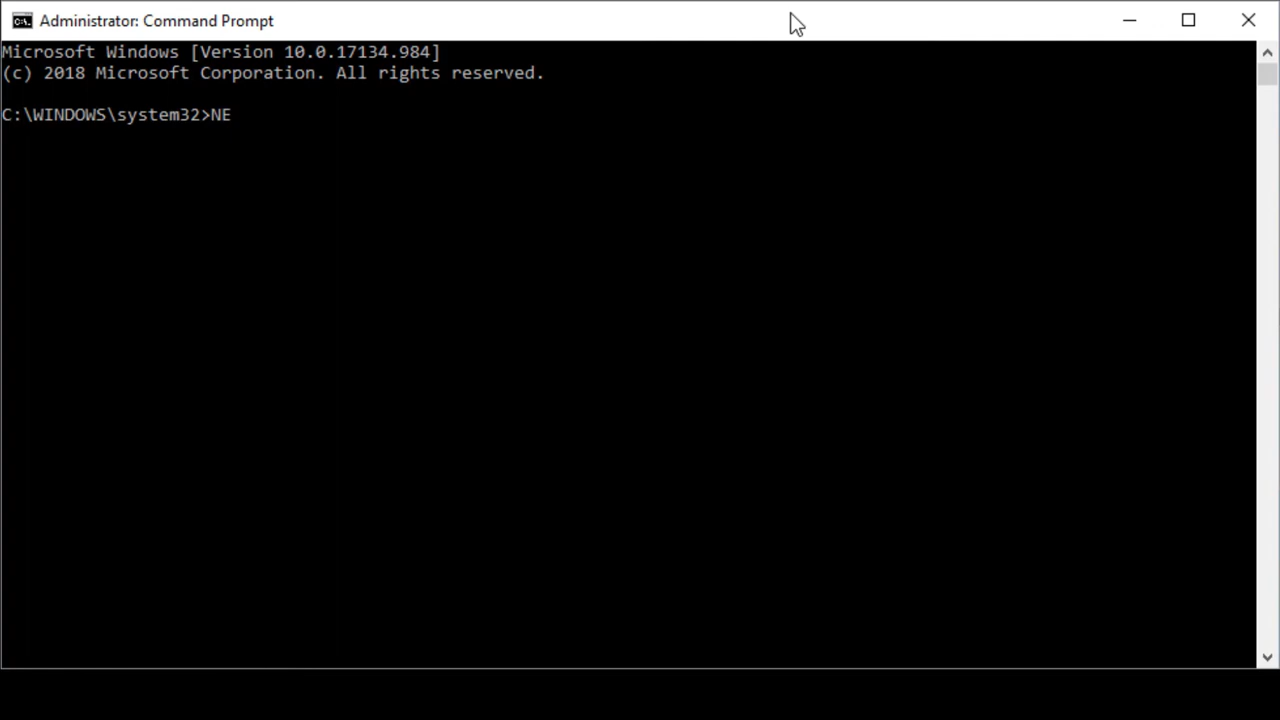 Administrator: Command Prompt
Microsoft Windows [Version 10.0.17134.984]
(c) 2018 Microsoft Corporation. All rights reserved.
C:\WINDOWS\system32>NE